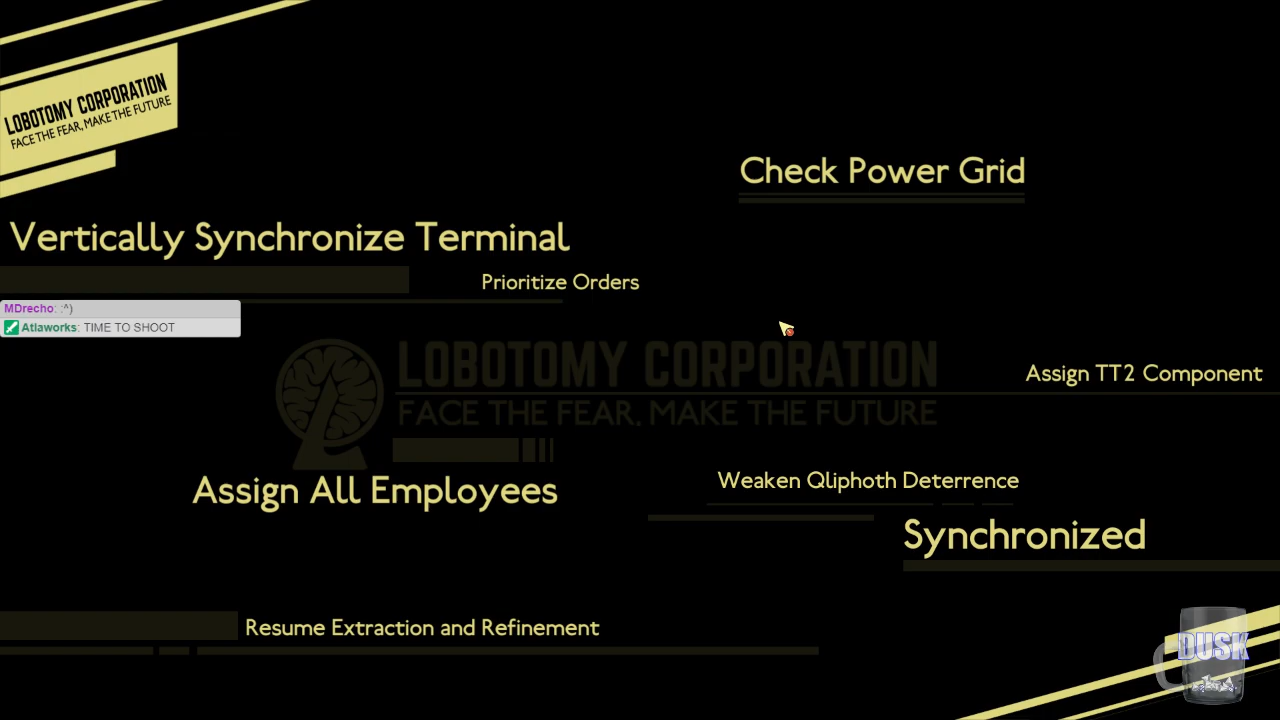 LOBOTOMY CORPORATION
FACE THE FEAR, MAKE THE FUTURE
Check Power Grid
Vertically Synchronize Terminal
Prioritize Orders
MDrecho: :^)
Atlaworks: TIME TO SHOOT
LOBOTOMY CORPORATION
FACE THE FEAR, MAKE THE FUTURE
Assign TT2 Component
Weaken Qliphoth Deterrence
Assign All Employees
Synchronized
Resume Extraction and Refinement
DUSK